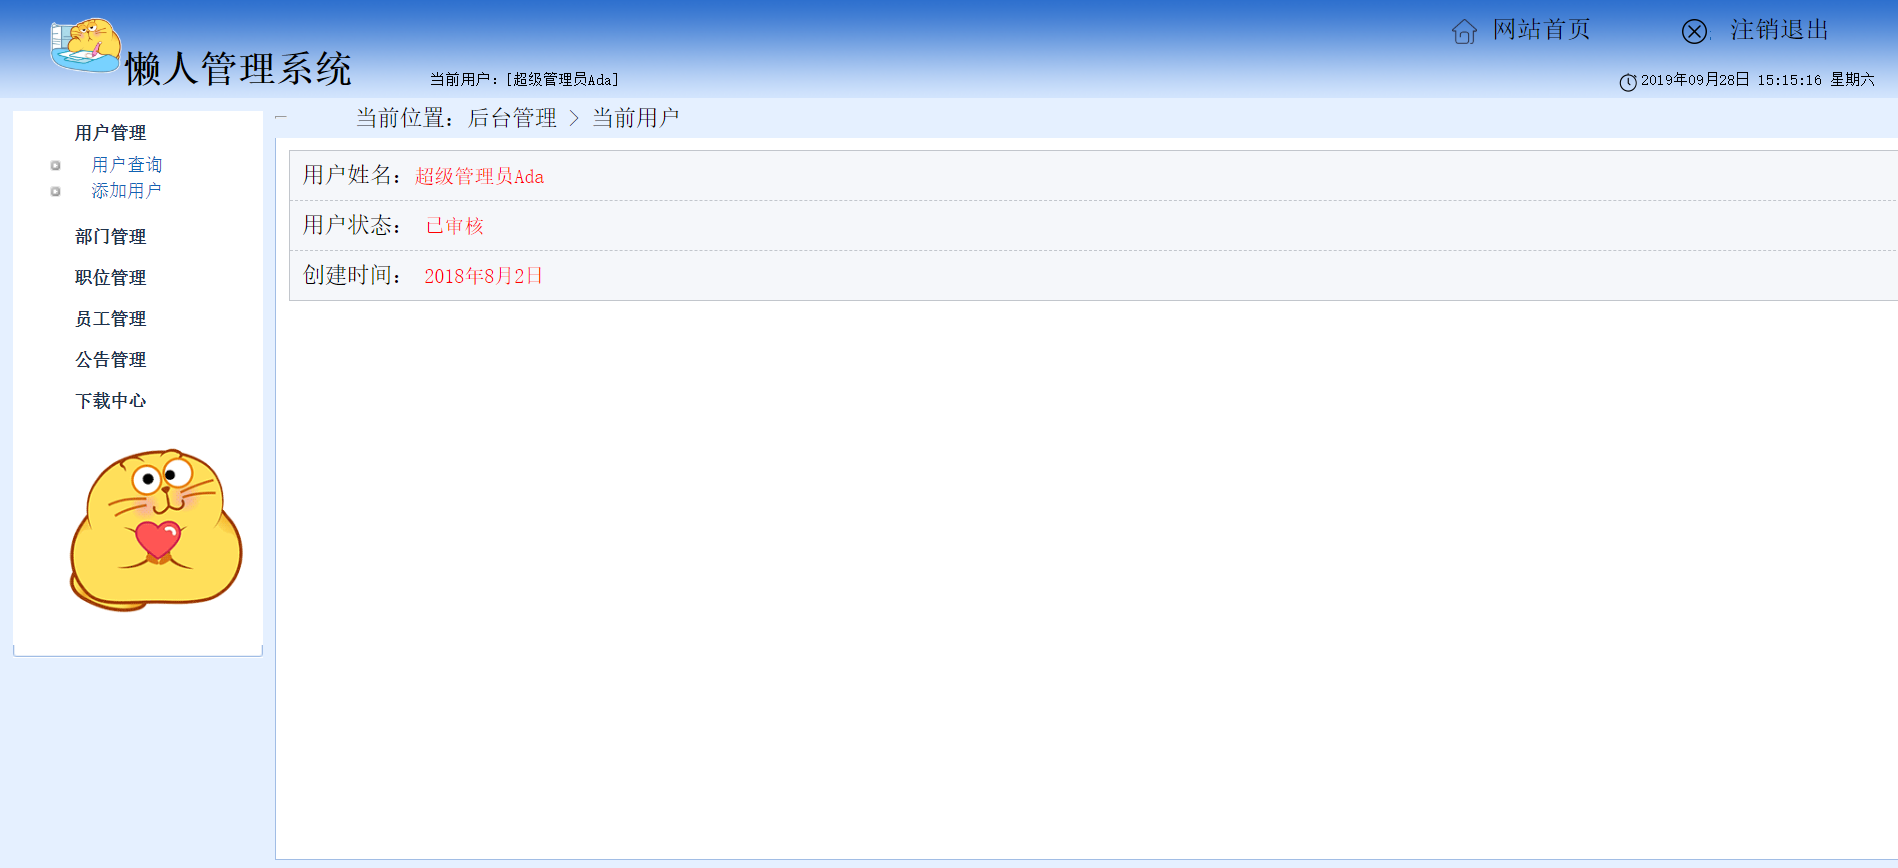 网站首页
注销退出
懒人管理系统
当前用户：[超级管理员Ada]
2019年09月28日 15:15:16 星期六
当前位置：后台管理 > 当前用户
用户管理
用户查询
添加用户
部门管理
职位管理
员工管理
公告管理
下载中心
用户姓名：超级管理员Ada
用户状态： 已审核
创建时间： 2018年8月2日